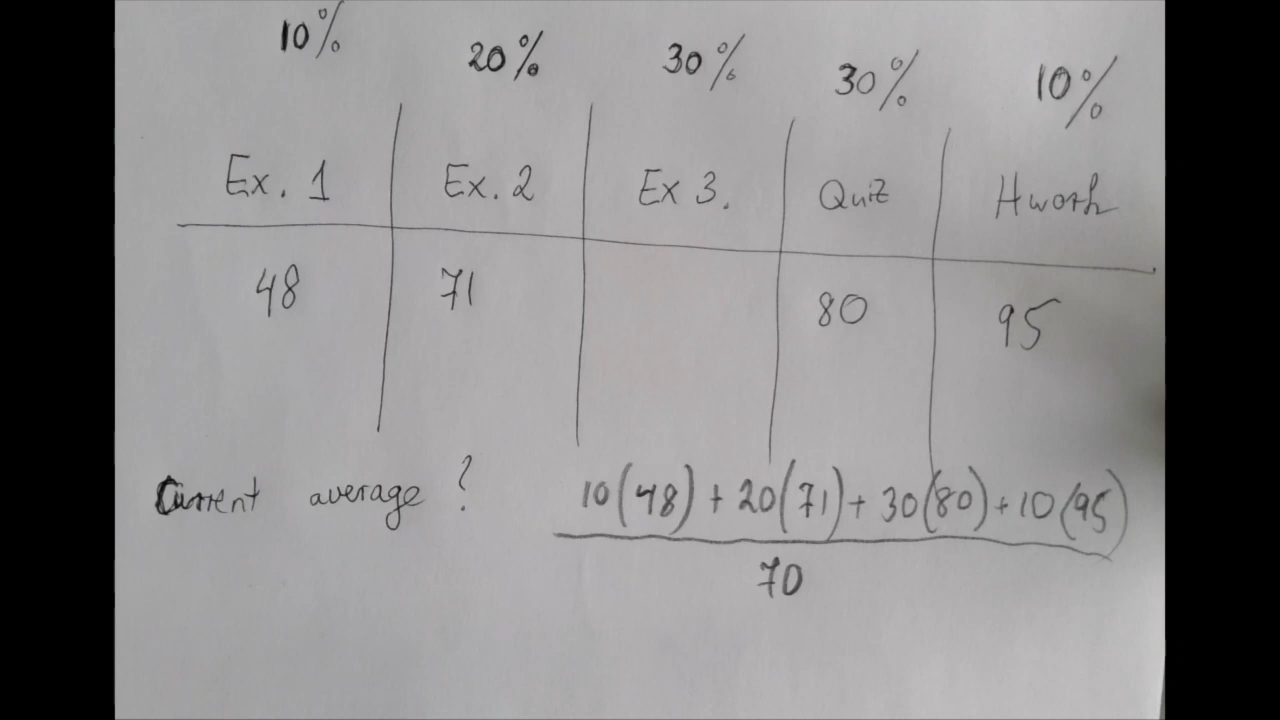 10% 20% 30% 30% 10%
Ex. 1 Ex. 2 Ex 3. Quiz Hwork
48 71 80 95
Current average ? 10(48) + 20(71) + 30(80) + 10(95)
70